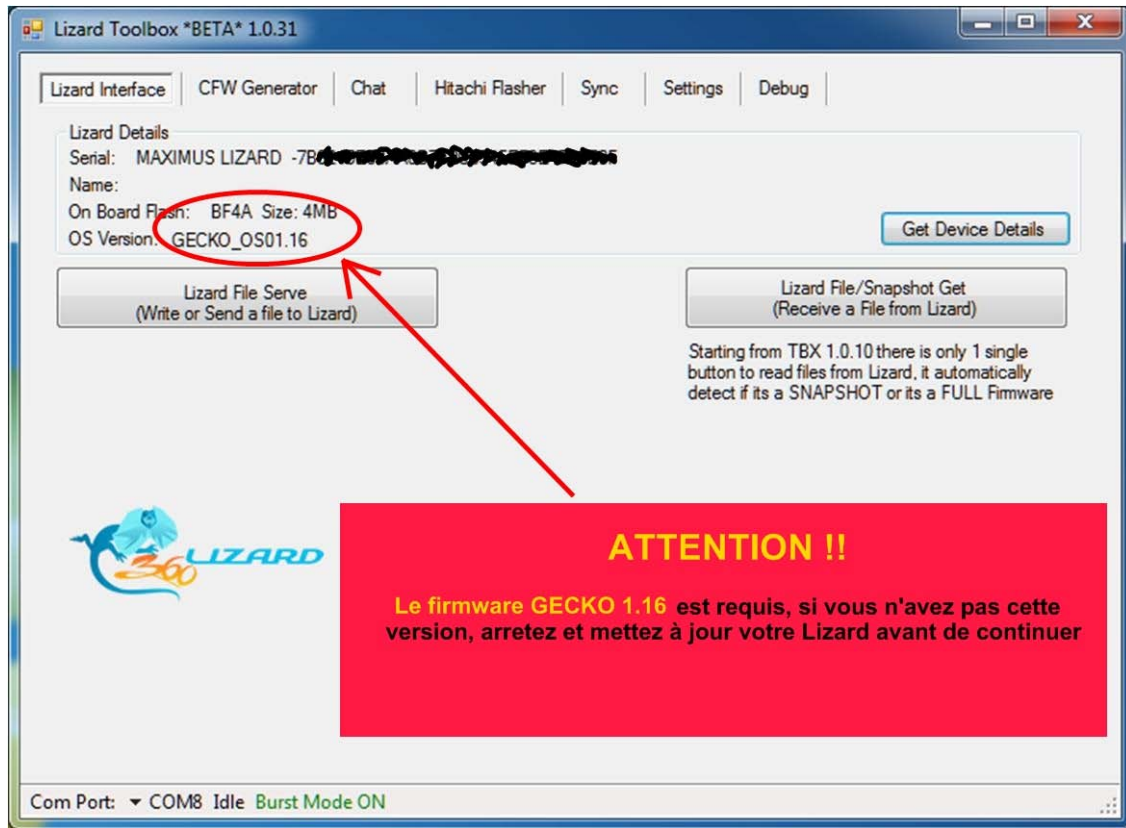 Lizard Toolbox *BETA* 1.0.31
Lizard Interface CFW Generator Chat Hitachi Flasher Sync Settings Debug
Lizard Details
Serial: MAXIMUS LIZARD -7B
Name:
On Board Flash: BF4A Size: 4MB
OS Version: GECKO_OS01.16
Get Device Details
Lizard File Serve
(Write or Send a file to Lizard)
Lizard File/Snapshot Get
(Receive a File from Lizard)
Starting from TBX 1.0.10 there is only 1 single
button to read files from Lizard, it automatically
detect if its a SNAPSHOT or its a FULL Firmware
360 LIZARD
ATTENTION !!
Le firmware GECKO 1.16 est requis, si vous n'avez pas cette
version, arretez et mettez à jour votre Lizard avant de continuer
Com Port: COM8 Idle Burst Mode ON